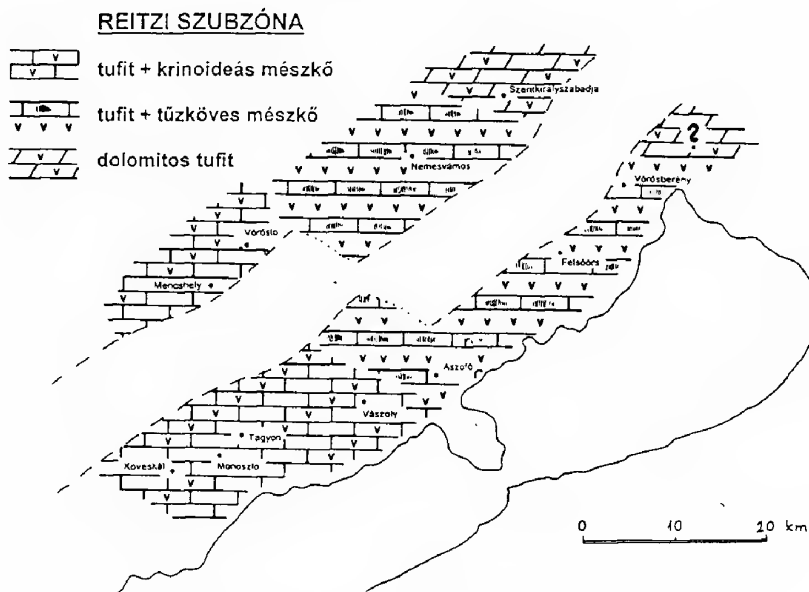 REITZI SZUBZÓNA
tufit + krinoideás mészkő
tufit + tűzköves mészkő
dolomitos tufit
Szentkirályszabadja
Nemesvámos
?
Vörösberény
Vöröstó
Felsőörs
Mencshely
Aszófő
Vászoly
Tagyon
Monoszló
Köveskál
0 10 20 km